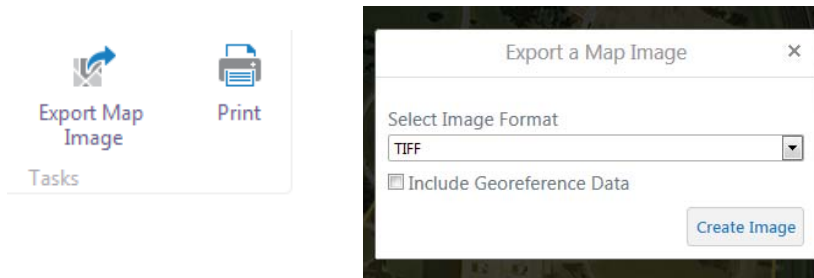 Export Map
Image
Print
Tasks
Export a Map Image
Select Image Format
TIFF
Include Georeference Data
Create Image